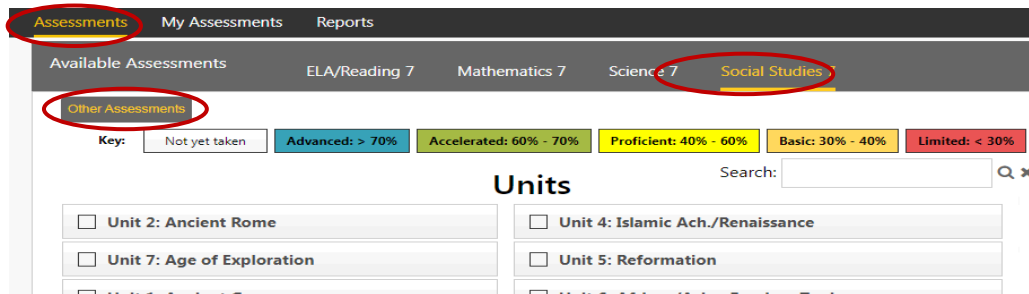 Assessments My Assessments Reports
Available Assessments ELA/Reading 7 Mathematics 7 Science 7 Social Studies 7
Other Assessments
Key: Not yet taken Advanced: > 70% Accelerated: 60% - 70% Proficient: 40% - 60% Basic: 30% - 40% Limited: < 30%
Search:
Units
Unit 2: Ancient Rome Unit 4: Islamic Ach./Renaissance
Unit 7: Age of Exploration Unit 5: Reformation